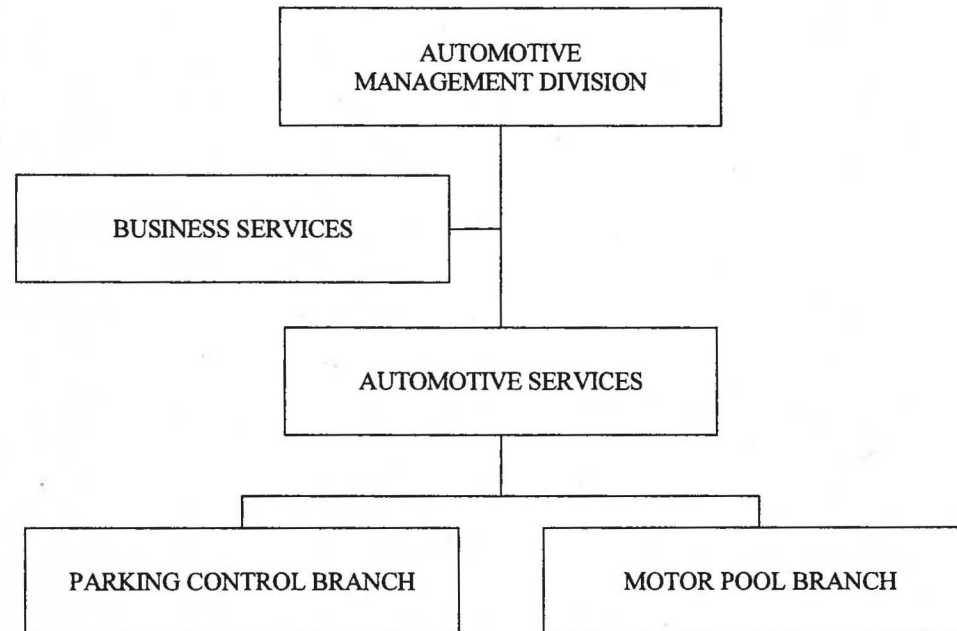 AUTOMOTIVE
MANAGEMENT DIVISION
BUSINESS SERVICES
AUTOMOTIVE SERVICES
PARKING CONTROL BRANCH
MOTOR POOL BRANCH